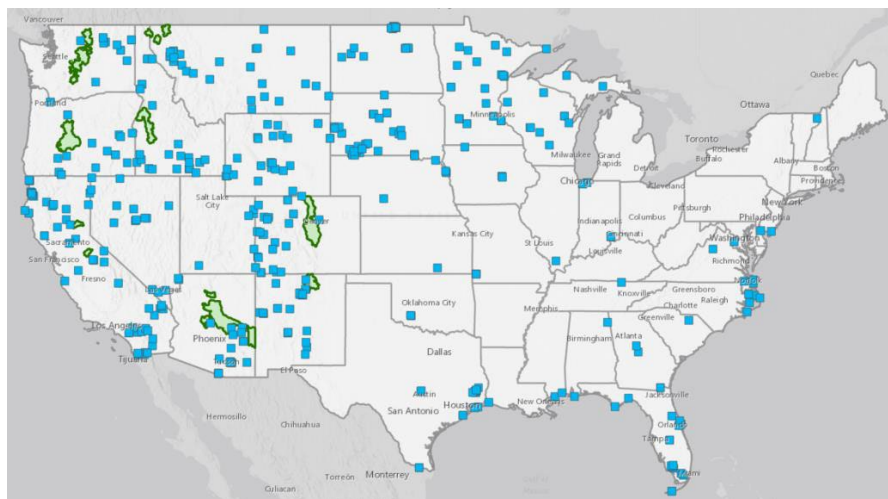 Vancouver
Seattle
Portland
Quebec
Ottawa
Minneapolis
Toronto
Rochester
Buffalo
Albany
Boston
Providence
Milwaukee
Grand
Rapids
Detroit
Chicago
Cleveland
New York
Pittsburgh
Philadelphia
Salt Lake
City
Indianapolis
Columbus
Cincinnati
Washington
Sacramento
San Francisco
Kansas City
St Louis
Louisville
Richmond
Norfolk
Fresno
Nashville
Knoxville
Greensboro
Raleigh
Charlotte
Greenville
Oklahoma City
Memphis
Los Angeles
Phoenix
Tucson
Tijuana
Birmingham
Atlanta
Dallas
El Paso
Austin
Houston
San Antonio
New Orleans
Jacksonville
Orlando
Tampa
Miami
Hermosillo
Chihuahua
Monterrey
Torreón
Culiacan